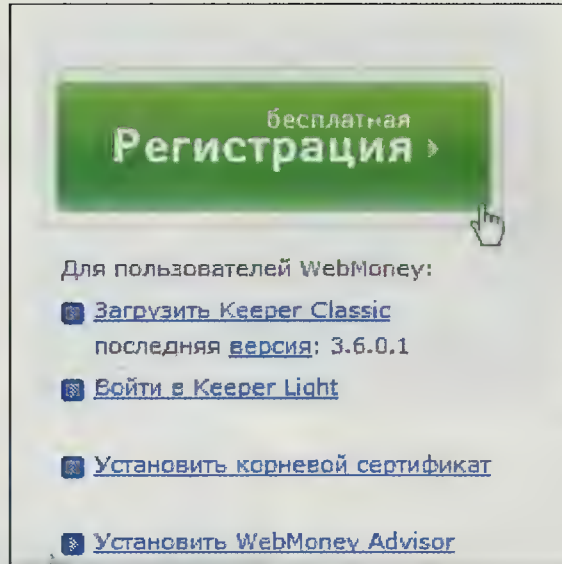 бесплатная
Регистрация
Для пользователей WebMoney:
Загрузить Keeper Classic
последняя версия: 3.6.0.1
Войти в Keeper Light
Установить корневой сертификат
Установить WebMoney Advisor